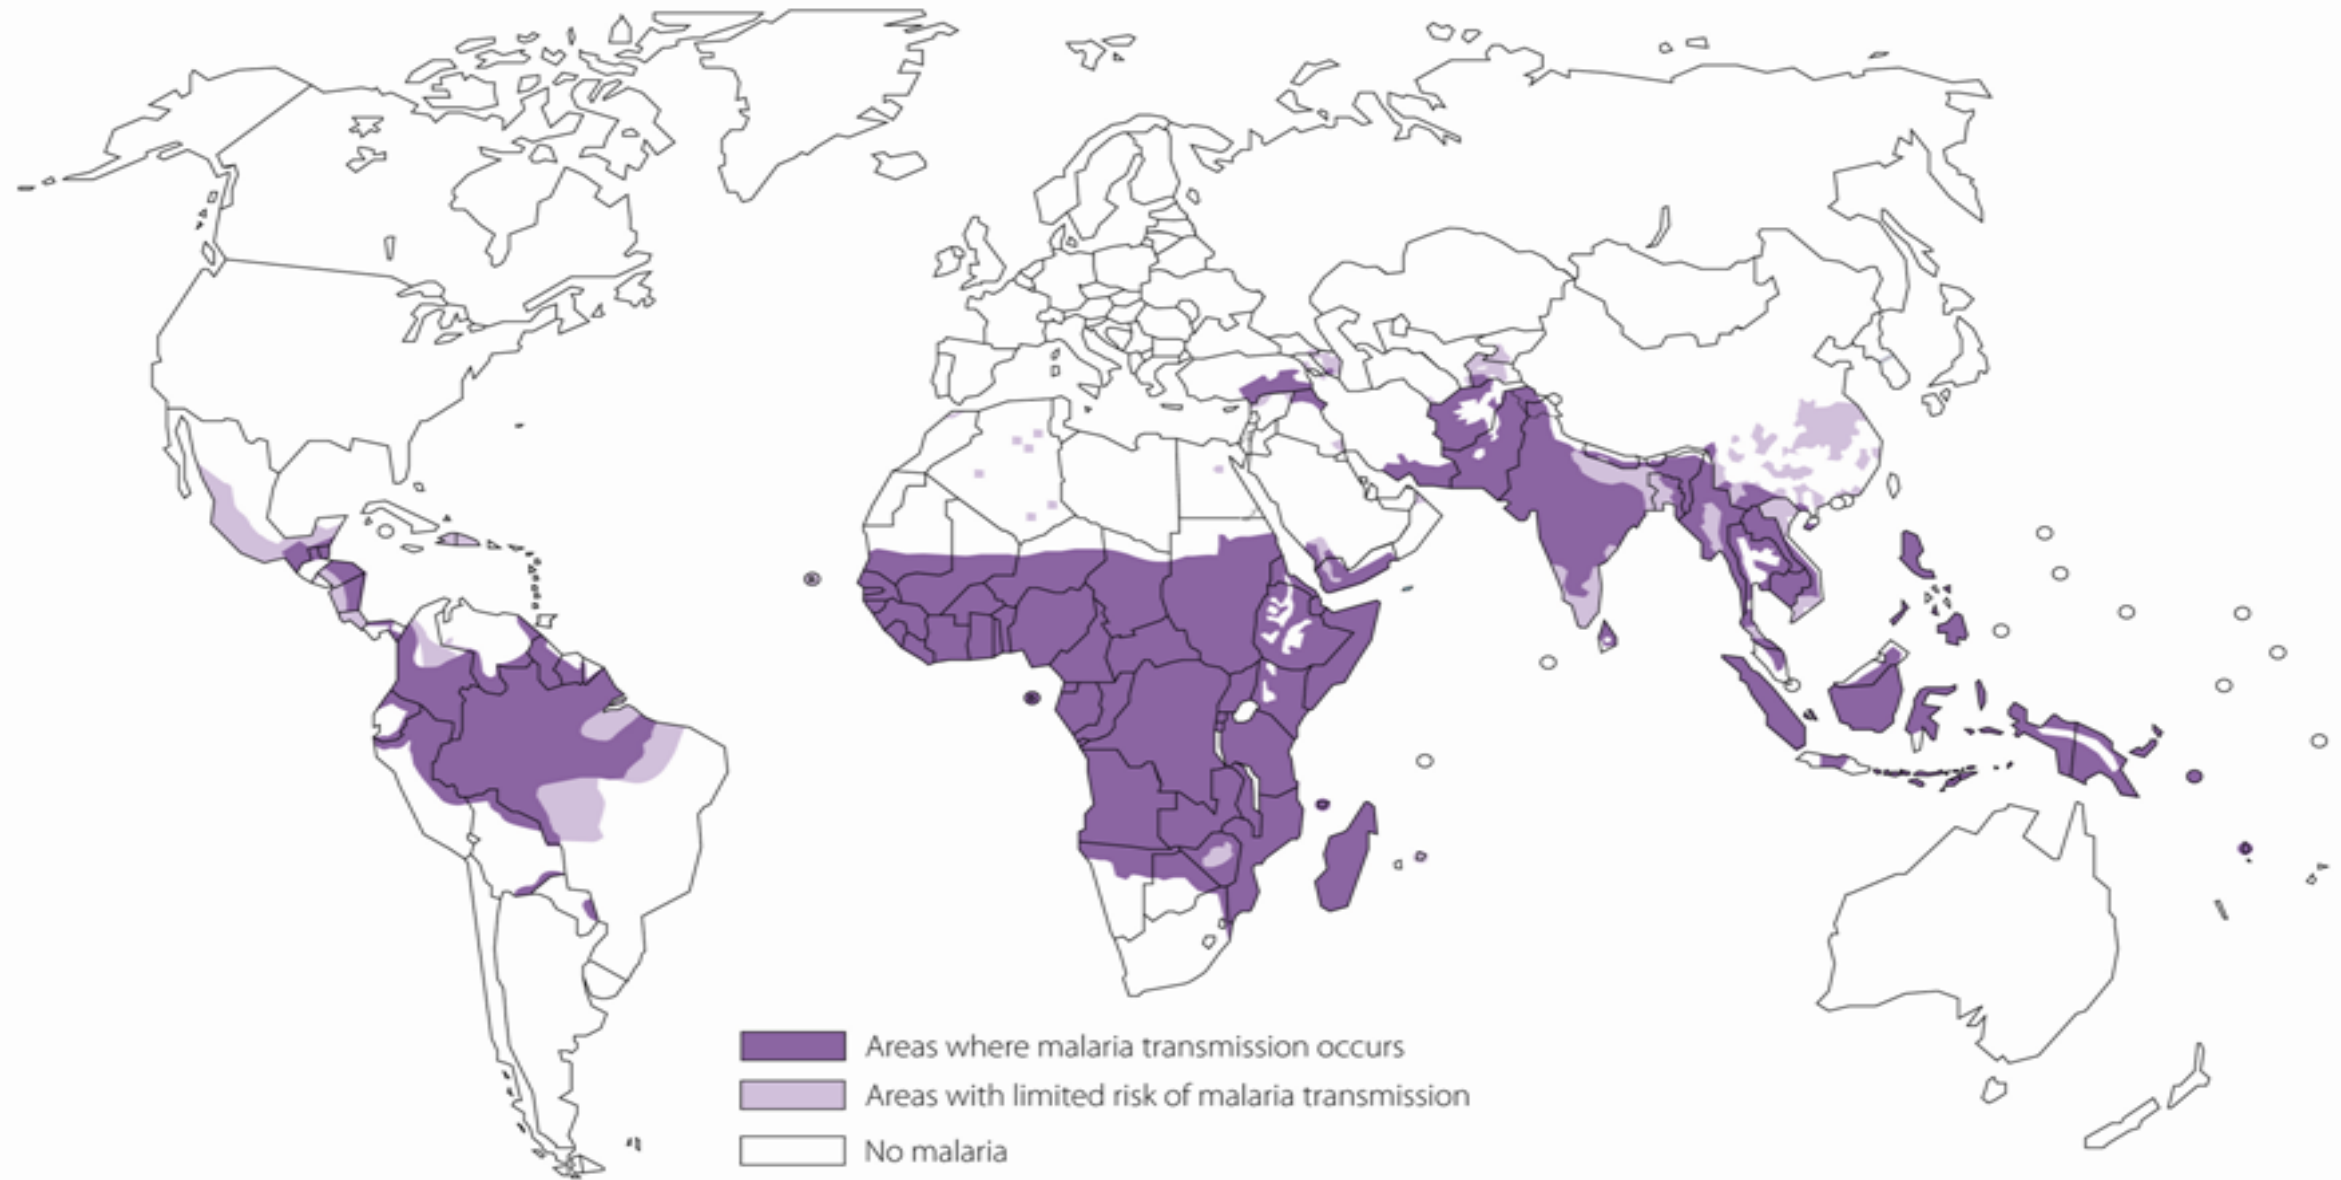 Areas where malaria transmission occurs
Areas with limited risk of malaria transmission
No malaria